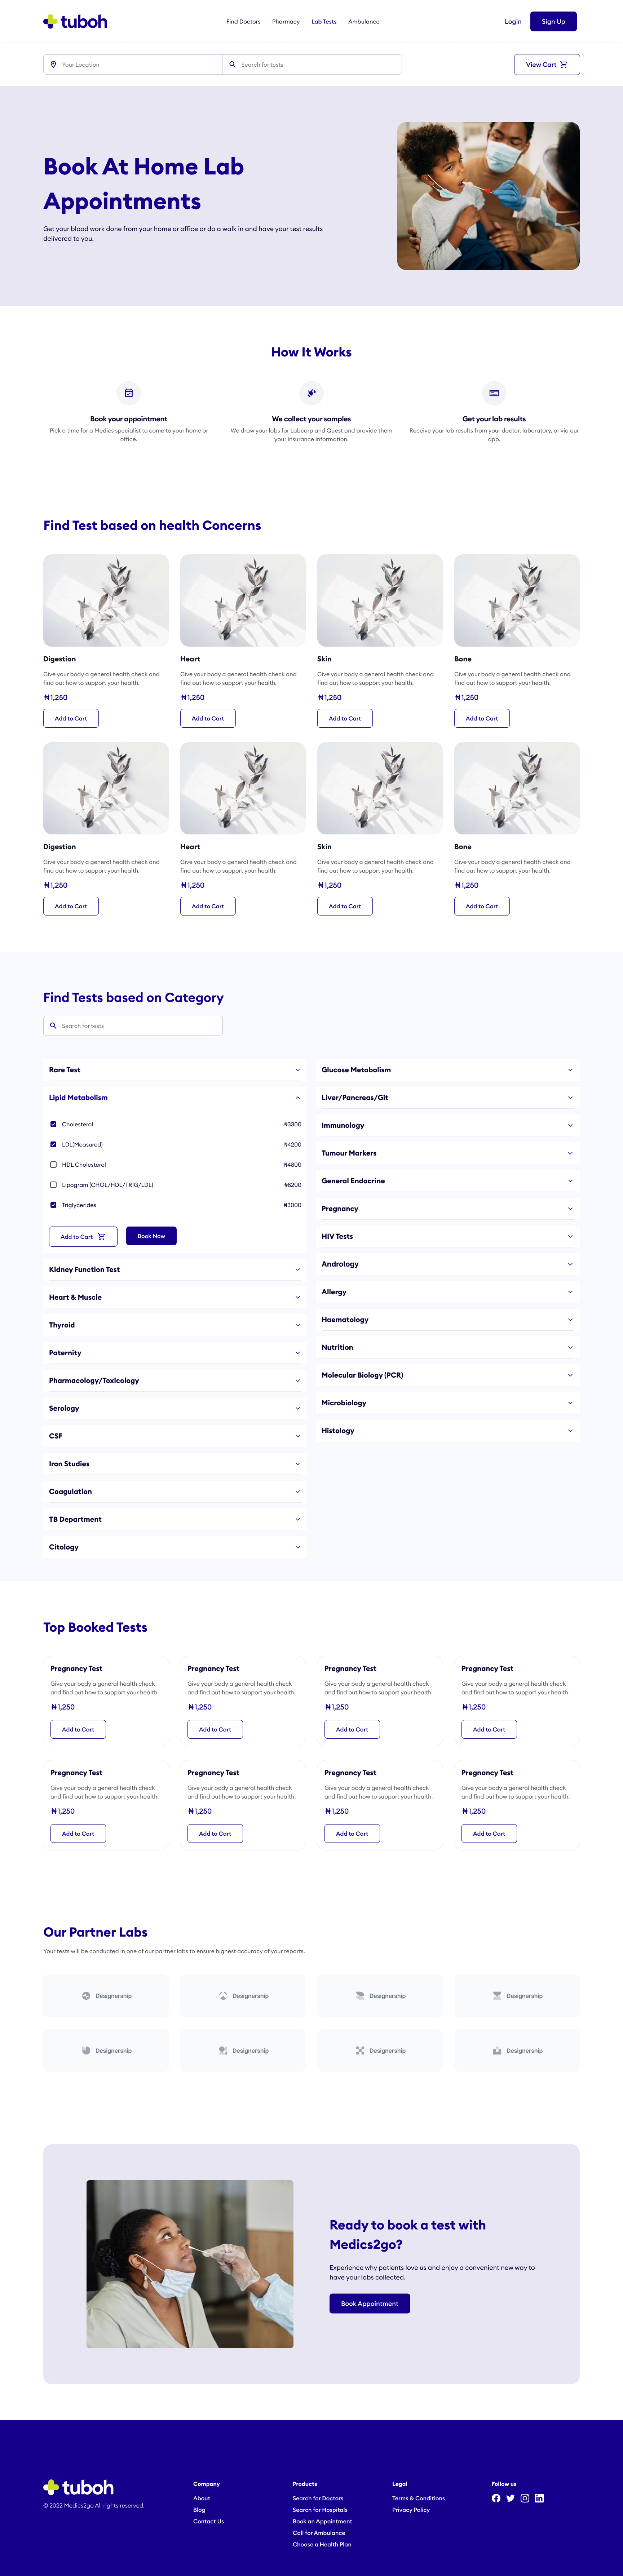 tuboh
Find Doctors
Pharmacy
Lab Tests
Ambulance
Login
Sign Up
Your Location
Search for tests
View Cart
Book At Home Lab
Appointments
Get your blood work done from your home or office or do a walk in and have your test results
delivered to you.
How It Works
Book your appointment
Pick a time for a Medics specialist to come to your home or
office.
We collect your samples
We draw your labs for Labcorp and Quest and provide them
your insurance information.
Get your lab results
Receive your lab results from your doctor, laboratory, or via our
app.
Find Test based on health Concerns
Digestion
Give your body a general health check and
find out how to support your health.
₦1,250
Add to Cart
Heart
Give your body a general health check and
find out how to support your health.
₦1,250
Add to Cart
Skin
Give your body a general health check and
find out how to support your health.
₦1,250
Add to Cart
Bone
Give your body a general health check and
find out how to support your health.
₦1,250
Add to Cart
Digestion
Give your body a general health check and
find out how to support your health.
₦1,250
Add to Cart
Heart
Give your body a general health check and
find out how to support your health.
₦1,250
Add to Cart
Skin
Give your body a general health check and
find out how to support your health.
₦1,250
Add to Cart
Bone
Give your body a general health check and
find out how to support your health.
₦1,250
Add to Cart
Find Tests based on Category
Search for tests
Rare Test
Lipid Metabolism
Cholesterol ₦3300
LDL(Measured) ₦4200
HDL Cholesterol ₦4800
Lipogram (CHOL/HDL/TRIG/LDL) ₦8200
Triglycerides ₦3000
Add to Cart
Book Now
Kidney Function Test
Heart & Muscle
Thyroid
Paternity
Pharmacology/Toxicology
Serology
CSF
Iron Studies
Coagulation
TB Department
Citology
Glucose Metabolism
Liver/Pancreas/Git
Immunology
Tumour Markers
General Endocrine
Pregnancy
HIV Tests
Andrology
Allergy
Haematology
Nutrition
Molecular Biology (PCR)
Microbiology
Histology
Top Booked Tests
Pregnancy Test
Give your body a general health check
and find out how to support your health.
₦1,250
Add to Cart
Pregnancy Test
Give your body a general health check
and find out how to support your health.
₦1,250
Add to Cart
Pregnancy Test
Give your body a general health check
and find out how to support your health.
₦1,250
Add to Cart
Pregnancy Test
Give your body a general health check
and find out how to support your health.
₦1,250
Add to Cart
Pregnancy Test
Give your body a general health check
and find out how to support your health.
₦1,250
Add to Cart
Pregnancy Test
Give your body a general health check
and find out how to support your health.
₦1,250
Add to Cart
Pregnancy Test
Give your body a general health check
and find out how to support your health.
₦1,250
Add to Cart
Pregnancy Test
Give your body a general health check
and find out how to support your health.
₦1,250
Add to Cart
Our Partner Labs
Your tests will be conducted in one of our partner labs to ensure highest accuracy of your reports.
Designership
Designership
Designership
Designership
Designership
Designership
Designership
Designership
Ready to book a test with
Medics2go?
Experience why patients love us and enjoy a convenient new way to
have your labs collected.
Book Appointment
tuboh
© 2022 Medics2go All rights reserved.
Company
About
Blog
Contact Us
Products
Search for Doctors
Search for Hospitals
Book an Appointment
Call for Ambulance
Choose a Health Plan
Legal
Terms & Conditions
Privacy Policy
Follow us